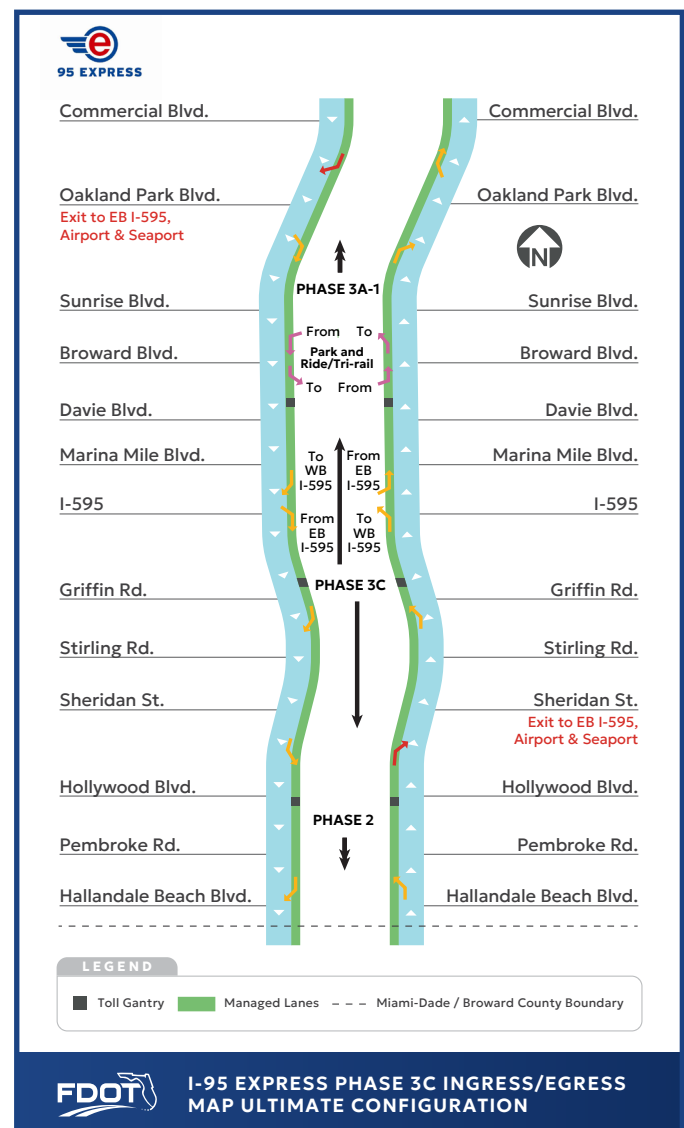 e
95 EXPRESS
Commercial Blvd.
Commercial Blvd.
Oakland Park Blvd.
Exit to EB I-595,
Airport & Seaport
Oakland Park Blvd.
N
PHASE 3A-1
Sunrise Blvd.
Sunrise Blvd.
From To
Broward Blvd.
Park and
Ride/Tri-rail
Broward Blvd.
To From
Davie Blvd.
Davie Blvd.
Marina Mile Blvd.
To
WB
I-595
From
EB
I-595
Marina Mile Blvd.
I-595
From
EB
I-595
To
WB
I-595
I-595
PHASE 3C
Griffin Rd.
Griffin Rd.
Stirling Rd.
Stirling Rd.
Sheridan St.
Sheridan St.
Exit to EB I-595,
Airport & Seaport
Hollywood Blvd.
Hollywood Blvd.
PHASE 2
Pembroke Rd.
Pembroke Rd.
Hallandale Beach Blvd.
Hallandale Beach Blvd.
LEGEND
Toll Gantry
Managed Lanes
Miami-Dade / Broward County Boundary
FDOT
I-95 EXPRESS PHASE 3C INGRESS/EGRESS
MAP ULTIMATE CONFIGURATION